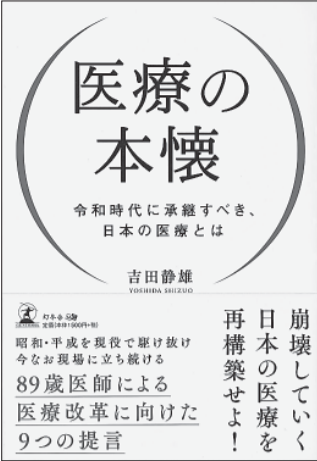 医療の
本懐
令和時代に承継すべき、
日本の医療とは
吉田静雄
YOSHIDA SHIZUO
崩壊していく
日本の医療を
再構築せよ！
昭和・平成を現役で駆け抜け
今なお現場に立ち続ける
89歳医師による
医療改革に向けた
9つの提言